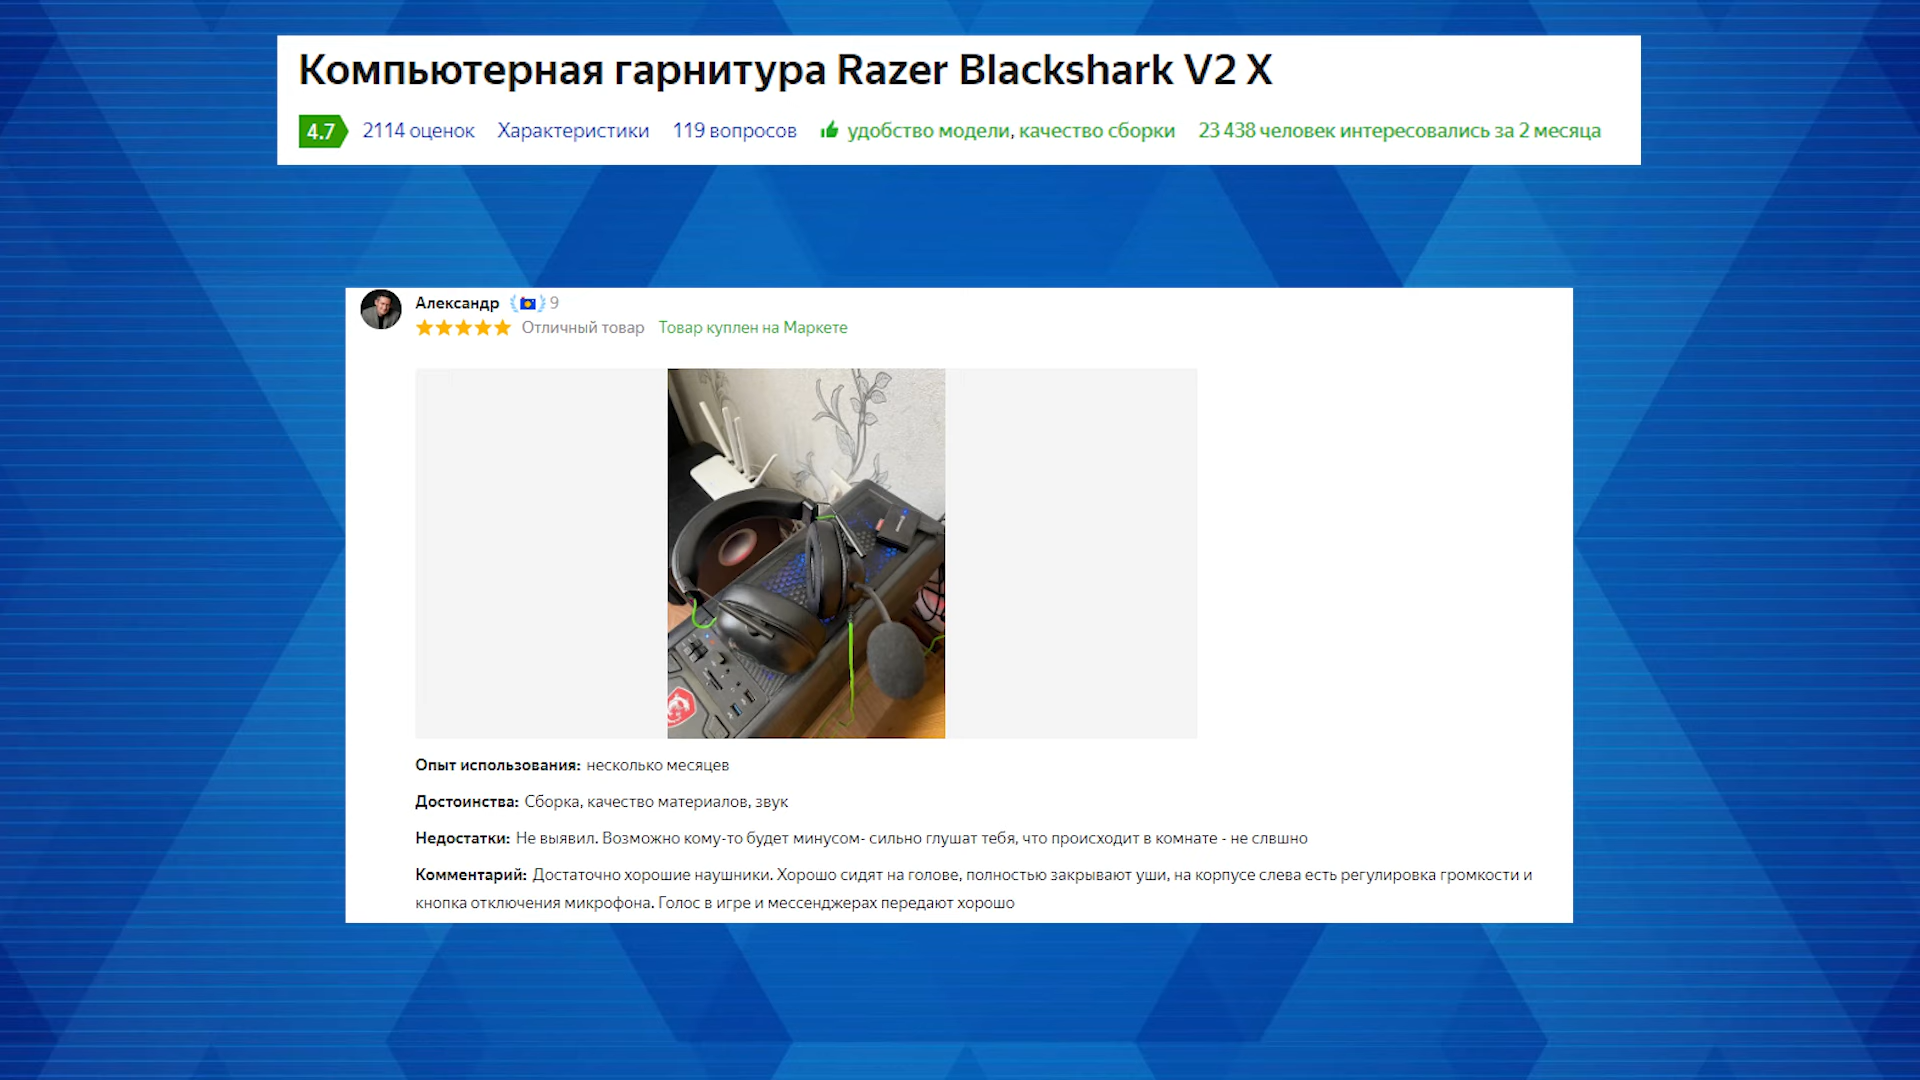 Компьютерная гарнитура Razer Blackshark V2 X
4.7 2114 оценок Характеристики 119 вопросов удобство модели, качество сборки 23 438 человек интересовались за 2 месяца
Александр 9
Отличный товар Товар куплен на Маркете
Опыт использования: несколько месяцев
Достоинства: Сборка, качество материалов, звук
Недостатки: Не выявил. Возможно кому-то будет минусом- сильно глушат тебя, что происходит в комнате - не слвшно
Комментарий: Достаточно хорошие наушники. Хорошо сидят на голове, полностью закрывают уши, на корпусе слева есть регулировка громкости и
кнопка отключения микрофона. Голос в игре и мессенджерах передают хорошо